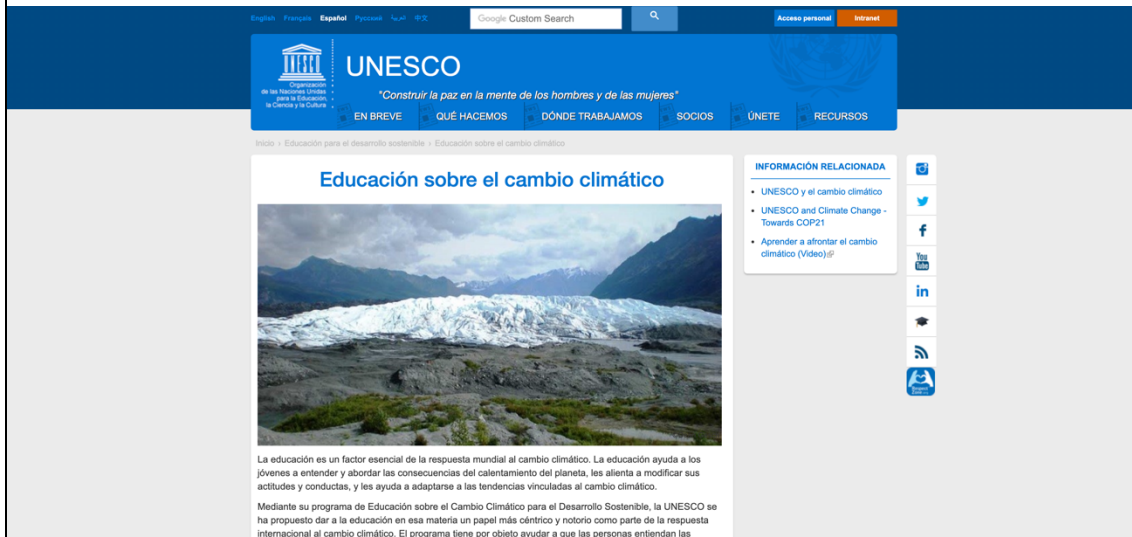 English Français Español Русский العربية 中文
Google Custom Search
Acceso personal
Intranet
Organización
de las Naciones Unidas
para la Educación,
la Ciencia y la Cultura
UNESCO
"Construir la paz en la mente de los hombres y de las mujeres"
EN BREVE QUÉ HACEMOS DÓNDE TRABAJAMOS SOCIOS ÚNETE RECURSOS
Inicio › Educación para el desarrollo sostenible › Educación sobre el cambio climático
Educación sobre el cambio climático
La educación es un factor esencial de la respuesta mundial al cambio climático. La educación ayuda a los
jóvenes a entender y abordar las consecuencias del calentamiento del planeta, les alienta a modificar sus
actitudes y conductas, y les ayuda a adaptarse a las tendencias vinculadas al cambio climático.
Mediante su programa de Educación sobre el Cambio Climático para el Desarrollo Sostenible, la UNESCO se
ha propuesto dar a la educación en esa materia un papel más céntrico y notorio como parte de la respuesta
internacional al cambio climático. El programa tiene por objeto ayudar a que las personas entiendan las
INFORMACIÓN RELACIONADA
• UNESCO y el cambio climático
• UNESCO and Climate Change -
Towards COP21
• Aprender a afrontar el cambio
climático (Video)
You
Tube
in